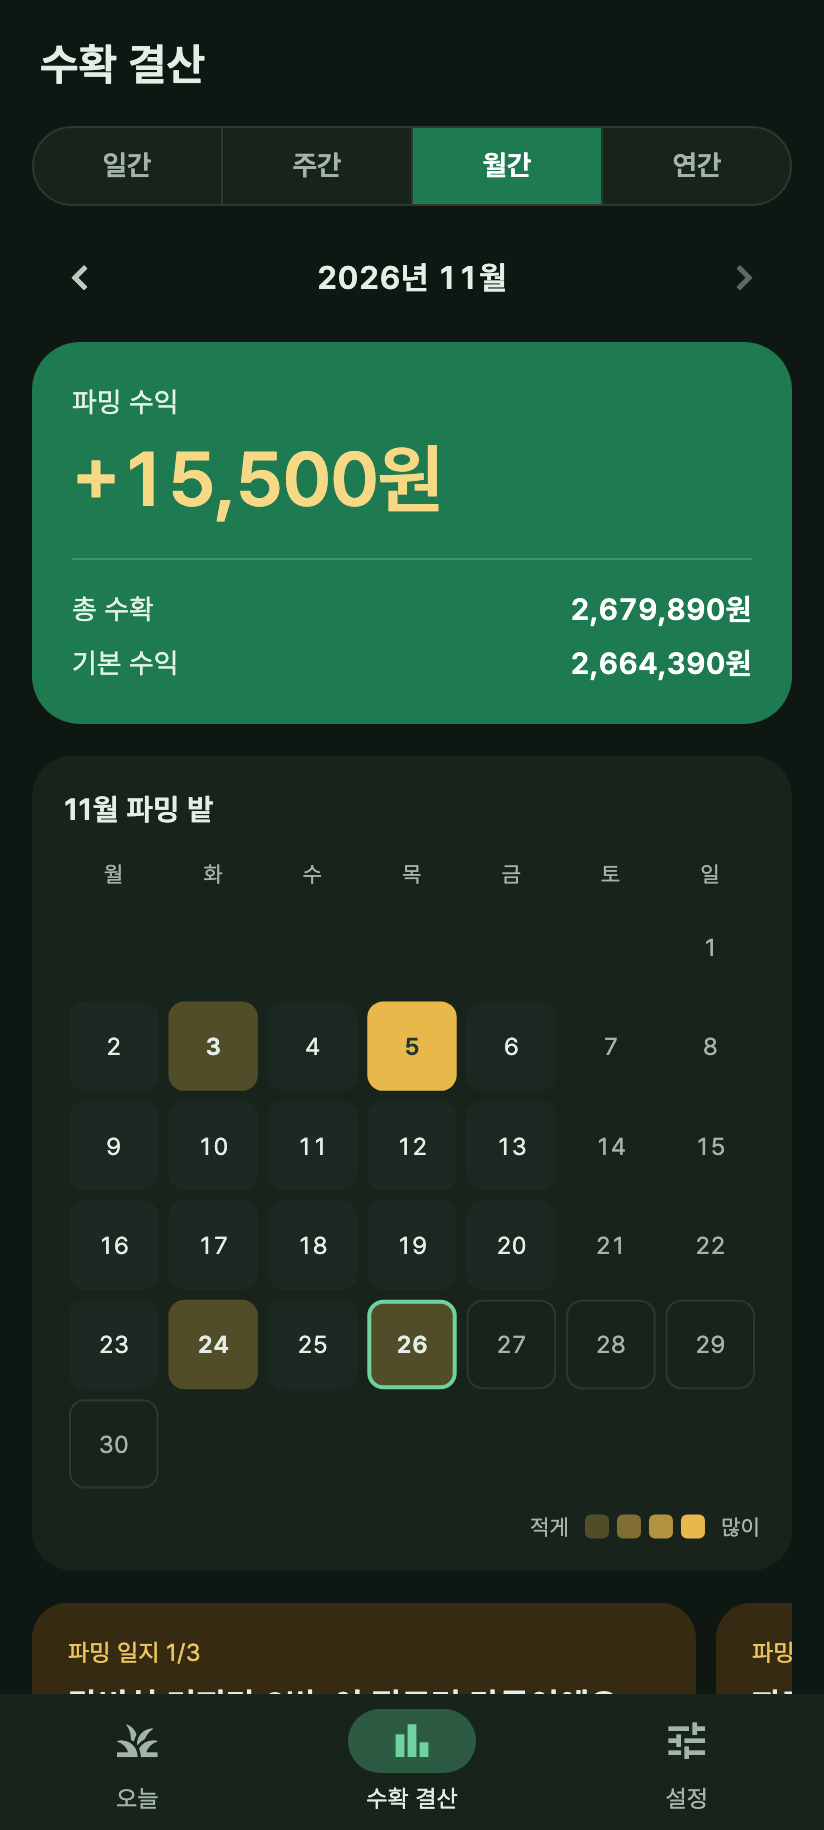 수확 결산
일간 주간 월간 연간
2026년 11월
파밍 수익
+15,500원
총 수확 2,679,890원
기본 수익 2,664,390원
11월 파밍 밭
월 화 수 목 금 토 일
1
2 3 4 5 6 7 8
9 10 11 12 13 14 15
16 17 18 19 20 21 22
23 24 25 26 27 28 29
30
적게 많이
파밍 일지 1/3 파밍
오늘 수확 결산 설정